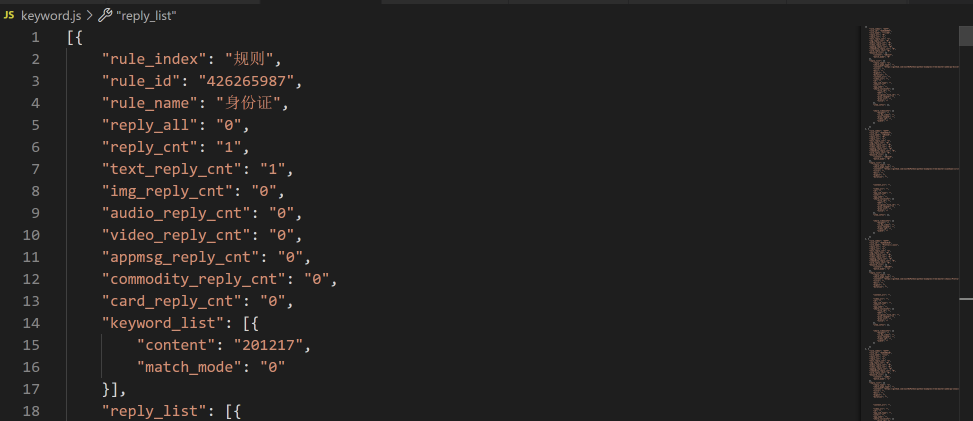 JS keyword.js > "reply_list"
1 [{
2 "rule_index": "规则",
3 "rule_id": "426265987",
4 "rule_name": "身份证",
5 "reply_all": "0",
6 "reply_cnt": "1",
7 "text_reply_cnt": "1",
8 "img_reply_cnt": "0",
9 "audio_reply_cnt": "0",
10 "video_reply_cnt": "0",
11 "appmsg_reply_cnt": "0",
12 "commodity_reply_cnt": "0",
13 "card_reply_cnt": "0",
14 "keyword_list": [{
15 "content": "201217",
16 "match_mode": "0"
17 }],
18 "reply_list": [{